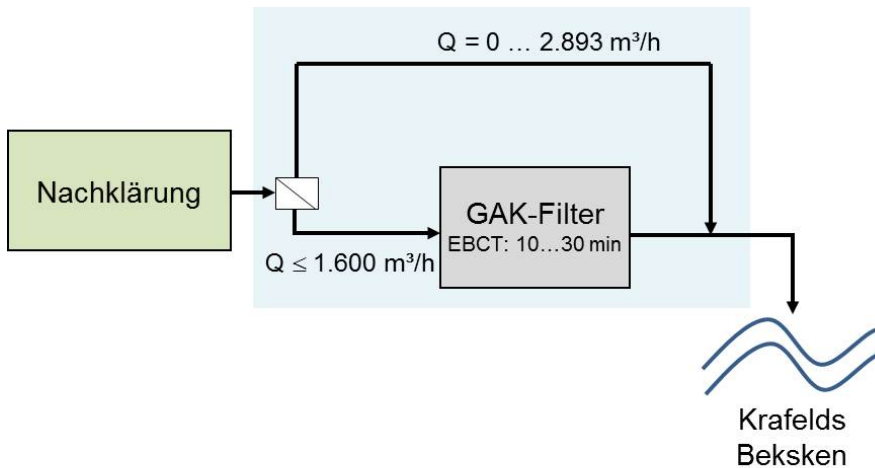 Q = 0 … 2.893 m³/h
Nachklärung
GAK-Filter
EBCT: 10…30 min
Q ≤ 1.600 m³/h
Krafelds
Beksken